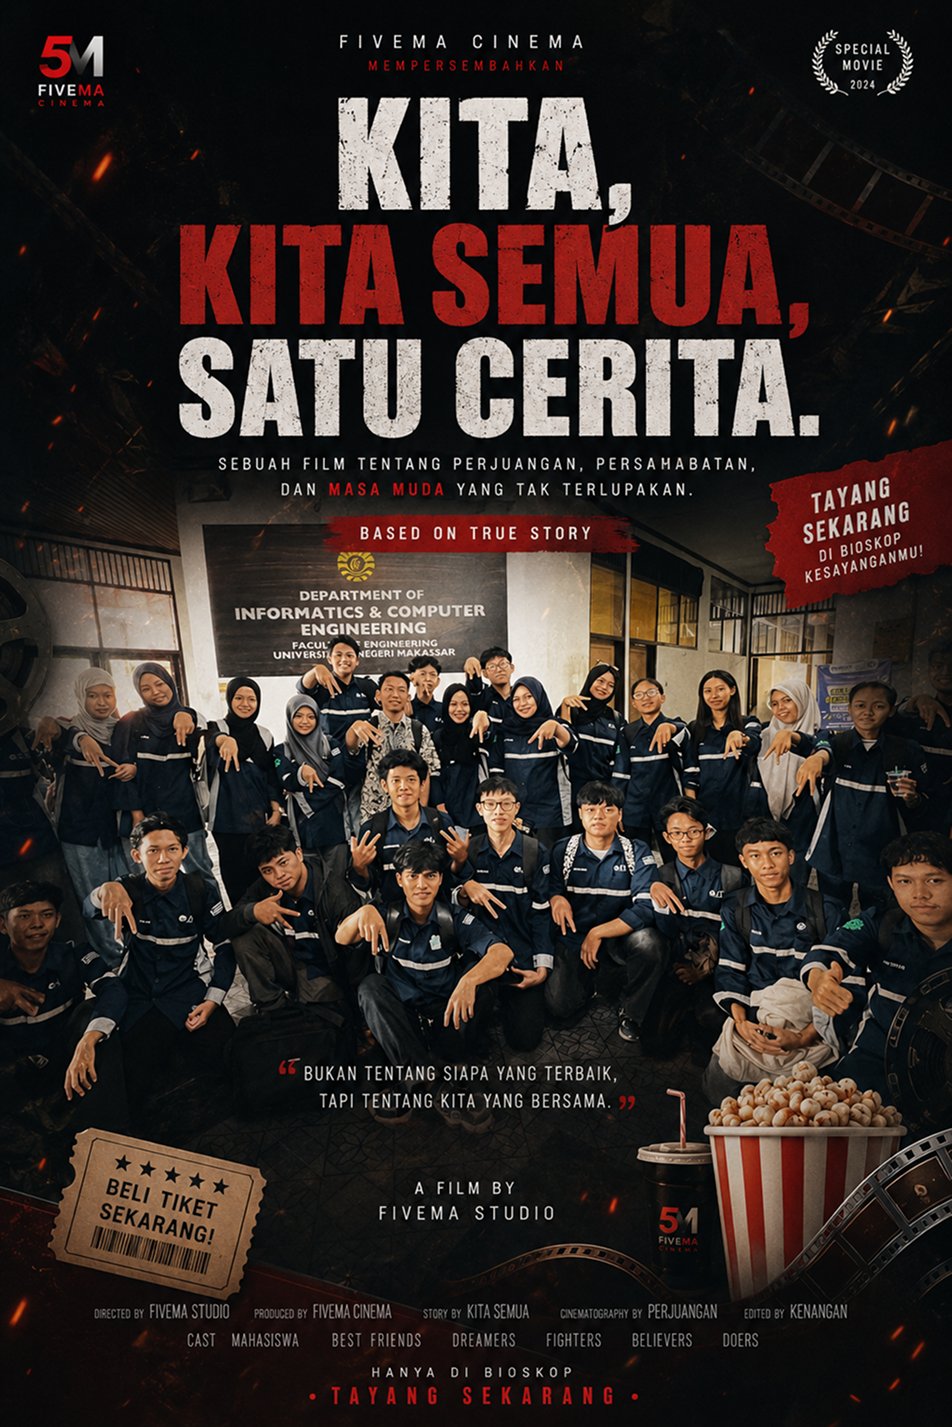 5M
FIVEMA
CINEMA
FIVEMA CINEMA
MEMPERSEMBAHKAN
SPECIAL
MOVIE
2024
KITA,
KITA SEMUA,
SATU CERITA.
SEBUAH FILM TENTANG PERJUANGAN, PERSAHABATAN,
DAN MASA MUDA YANG TAK TERLUPAKAN.
BASED ON TRUE STORY
TAYANG
SEKARANG
DI BIOSKOP
KESAYANGANMU!
DEPARTMENT OF
INFORMATICS & COMPUTER
ENGINEERING
ENGINEERING
NEGERI MAKASSAR
“ BUKAN TENTANG SIAPA YANG TERBAIK,
TAPI TENTANG KITA YANG BERSAMA. ”
BELI TIKET
SEKARANG!
A FILM BY
FIVEMA STUDIO
5M
FIVEMA
CINEMA
DIRECTED BY FIVEMA STUDIO PRODUCED BY FIVEMA CINEMA STORY BY KITA SEMUA CINEMATOGRAPHY BY PERJUANGAN EDITED BY KENANGAN
CAST MAHASISWA BEST FRIENDS DREAMERS FIGHTERS BELIEVERS DOERS
HANYA DI BIOSKOP
• TAYANG SEKARANG •